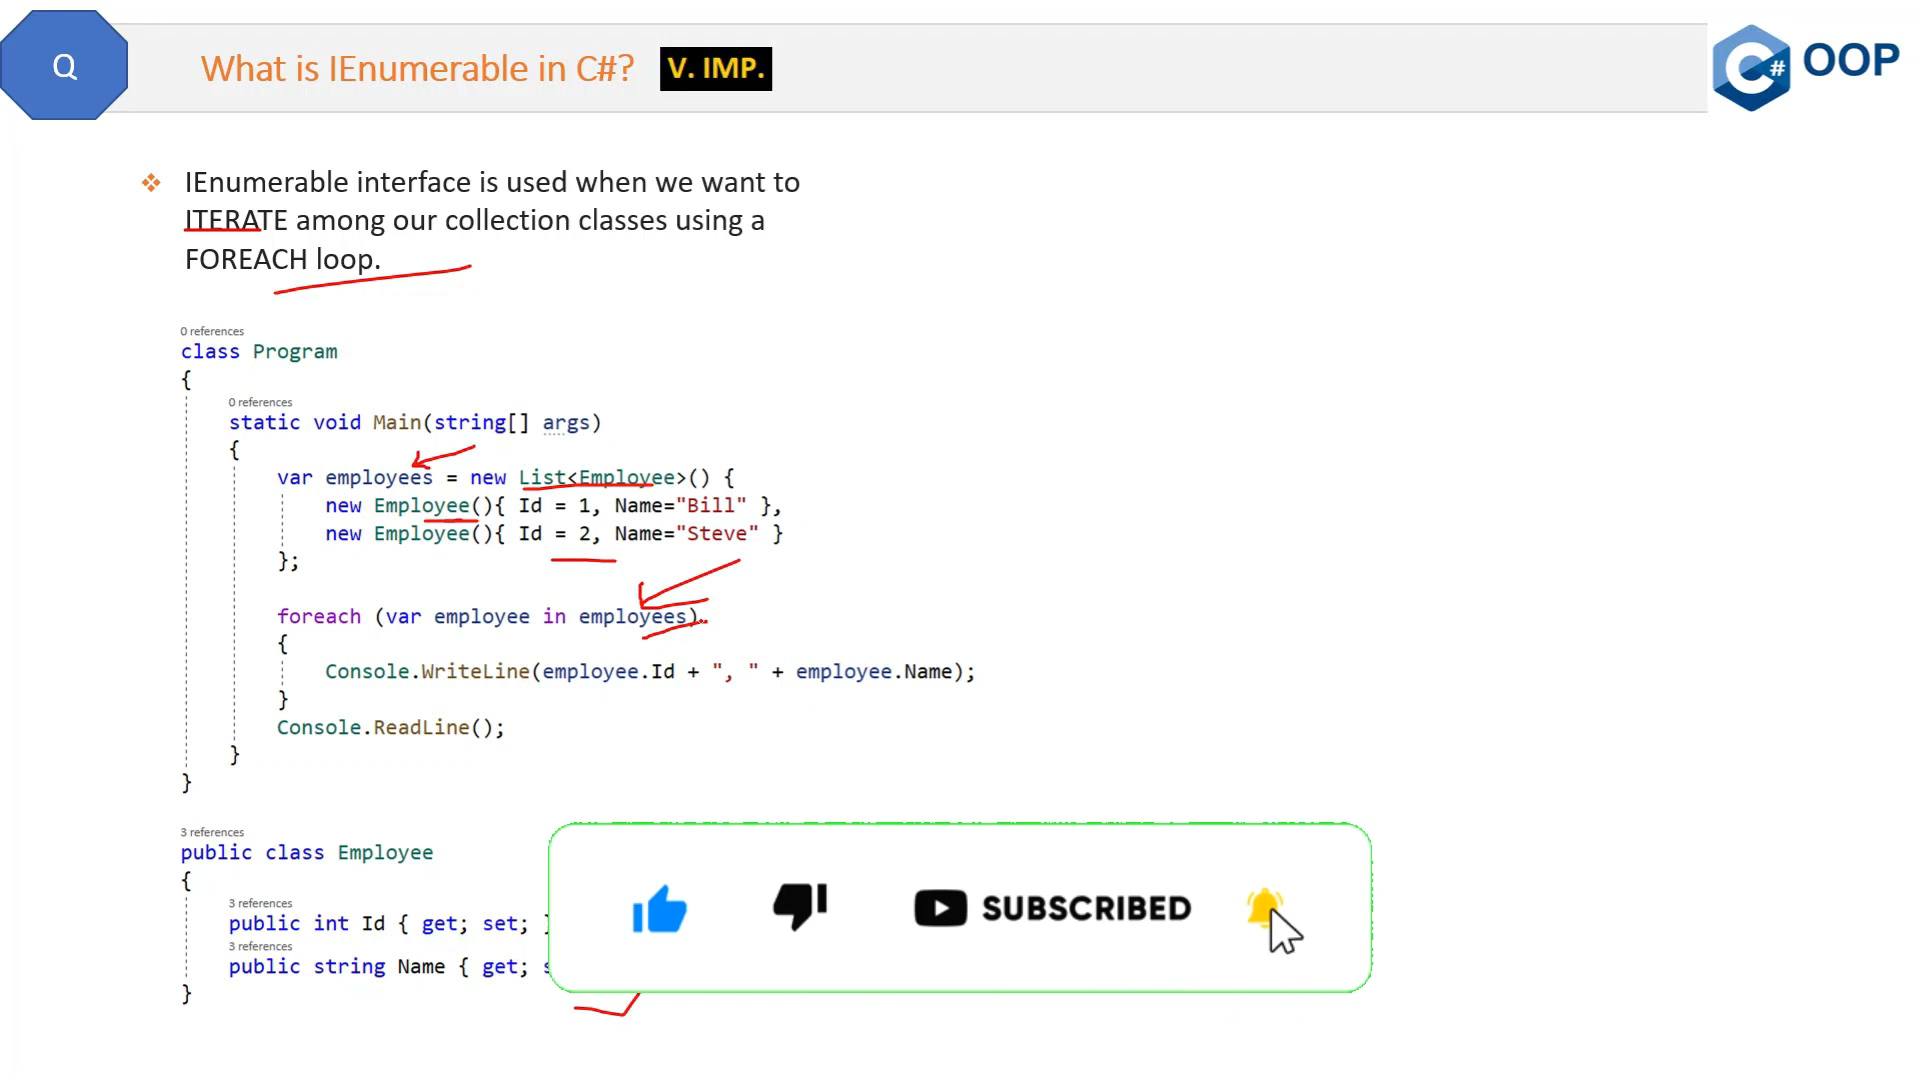 Q
What is IEnumerable in C#?
V. IMP.
C# OOP
IEnumerable interface is used when we want to
ITERATE among our collection classes using a
FOREACH loop.
0 references
class Program
{
0 references
static void Main(string[] args)
{
var employees = new List<Employee>() {
new Employee(){ Id = 1, Name="Bill" },
new Employee(){ Id = 2, Name="Steve" }
};
foreach (var employee in employees)
{
Console.WriteLine(employee.Id + ", " + employee.Name);
}
Console.ReadLine();
}
}
3 references
public class Employee
{
3 references
public int Id { get; set; }
3 references
public string Name { get; s
}
SUBSCRIBED